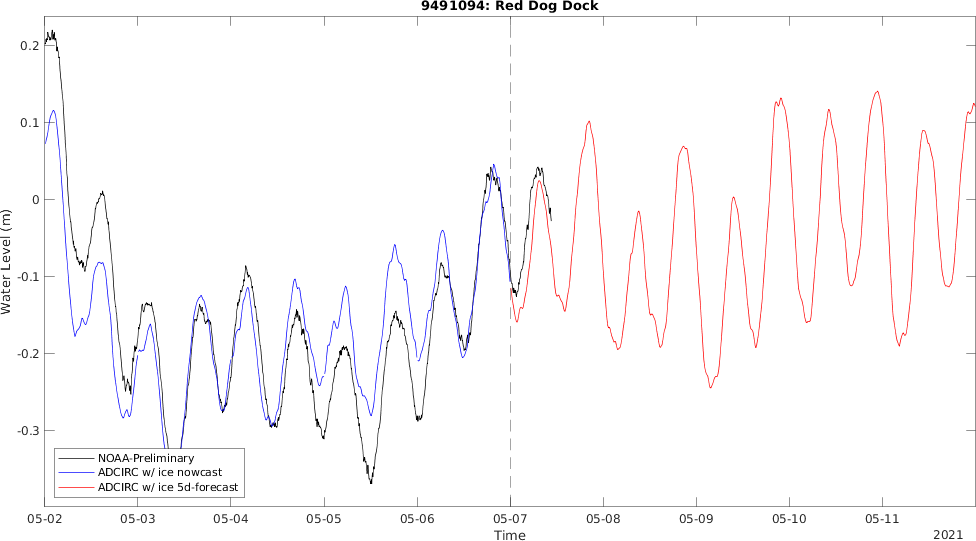 9491094: Red Dog Dock
Water Level (m)
0.2
0.1
0
-0.1
-0.2
-0.3
NOAA-Preliminary
ADCIRC w/ ice nowcast
ADCIRC w/ ice 5d-forecast
05-02 05-03 05-04 05-05 05-06 05-07 05-08 05-09 05-10 05-11
Time
2021